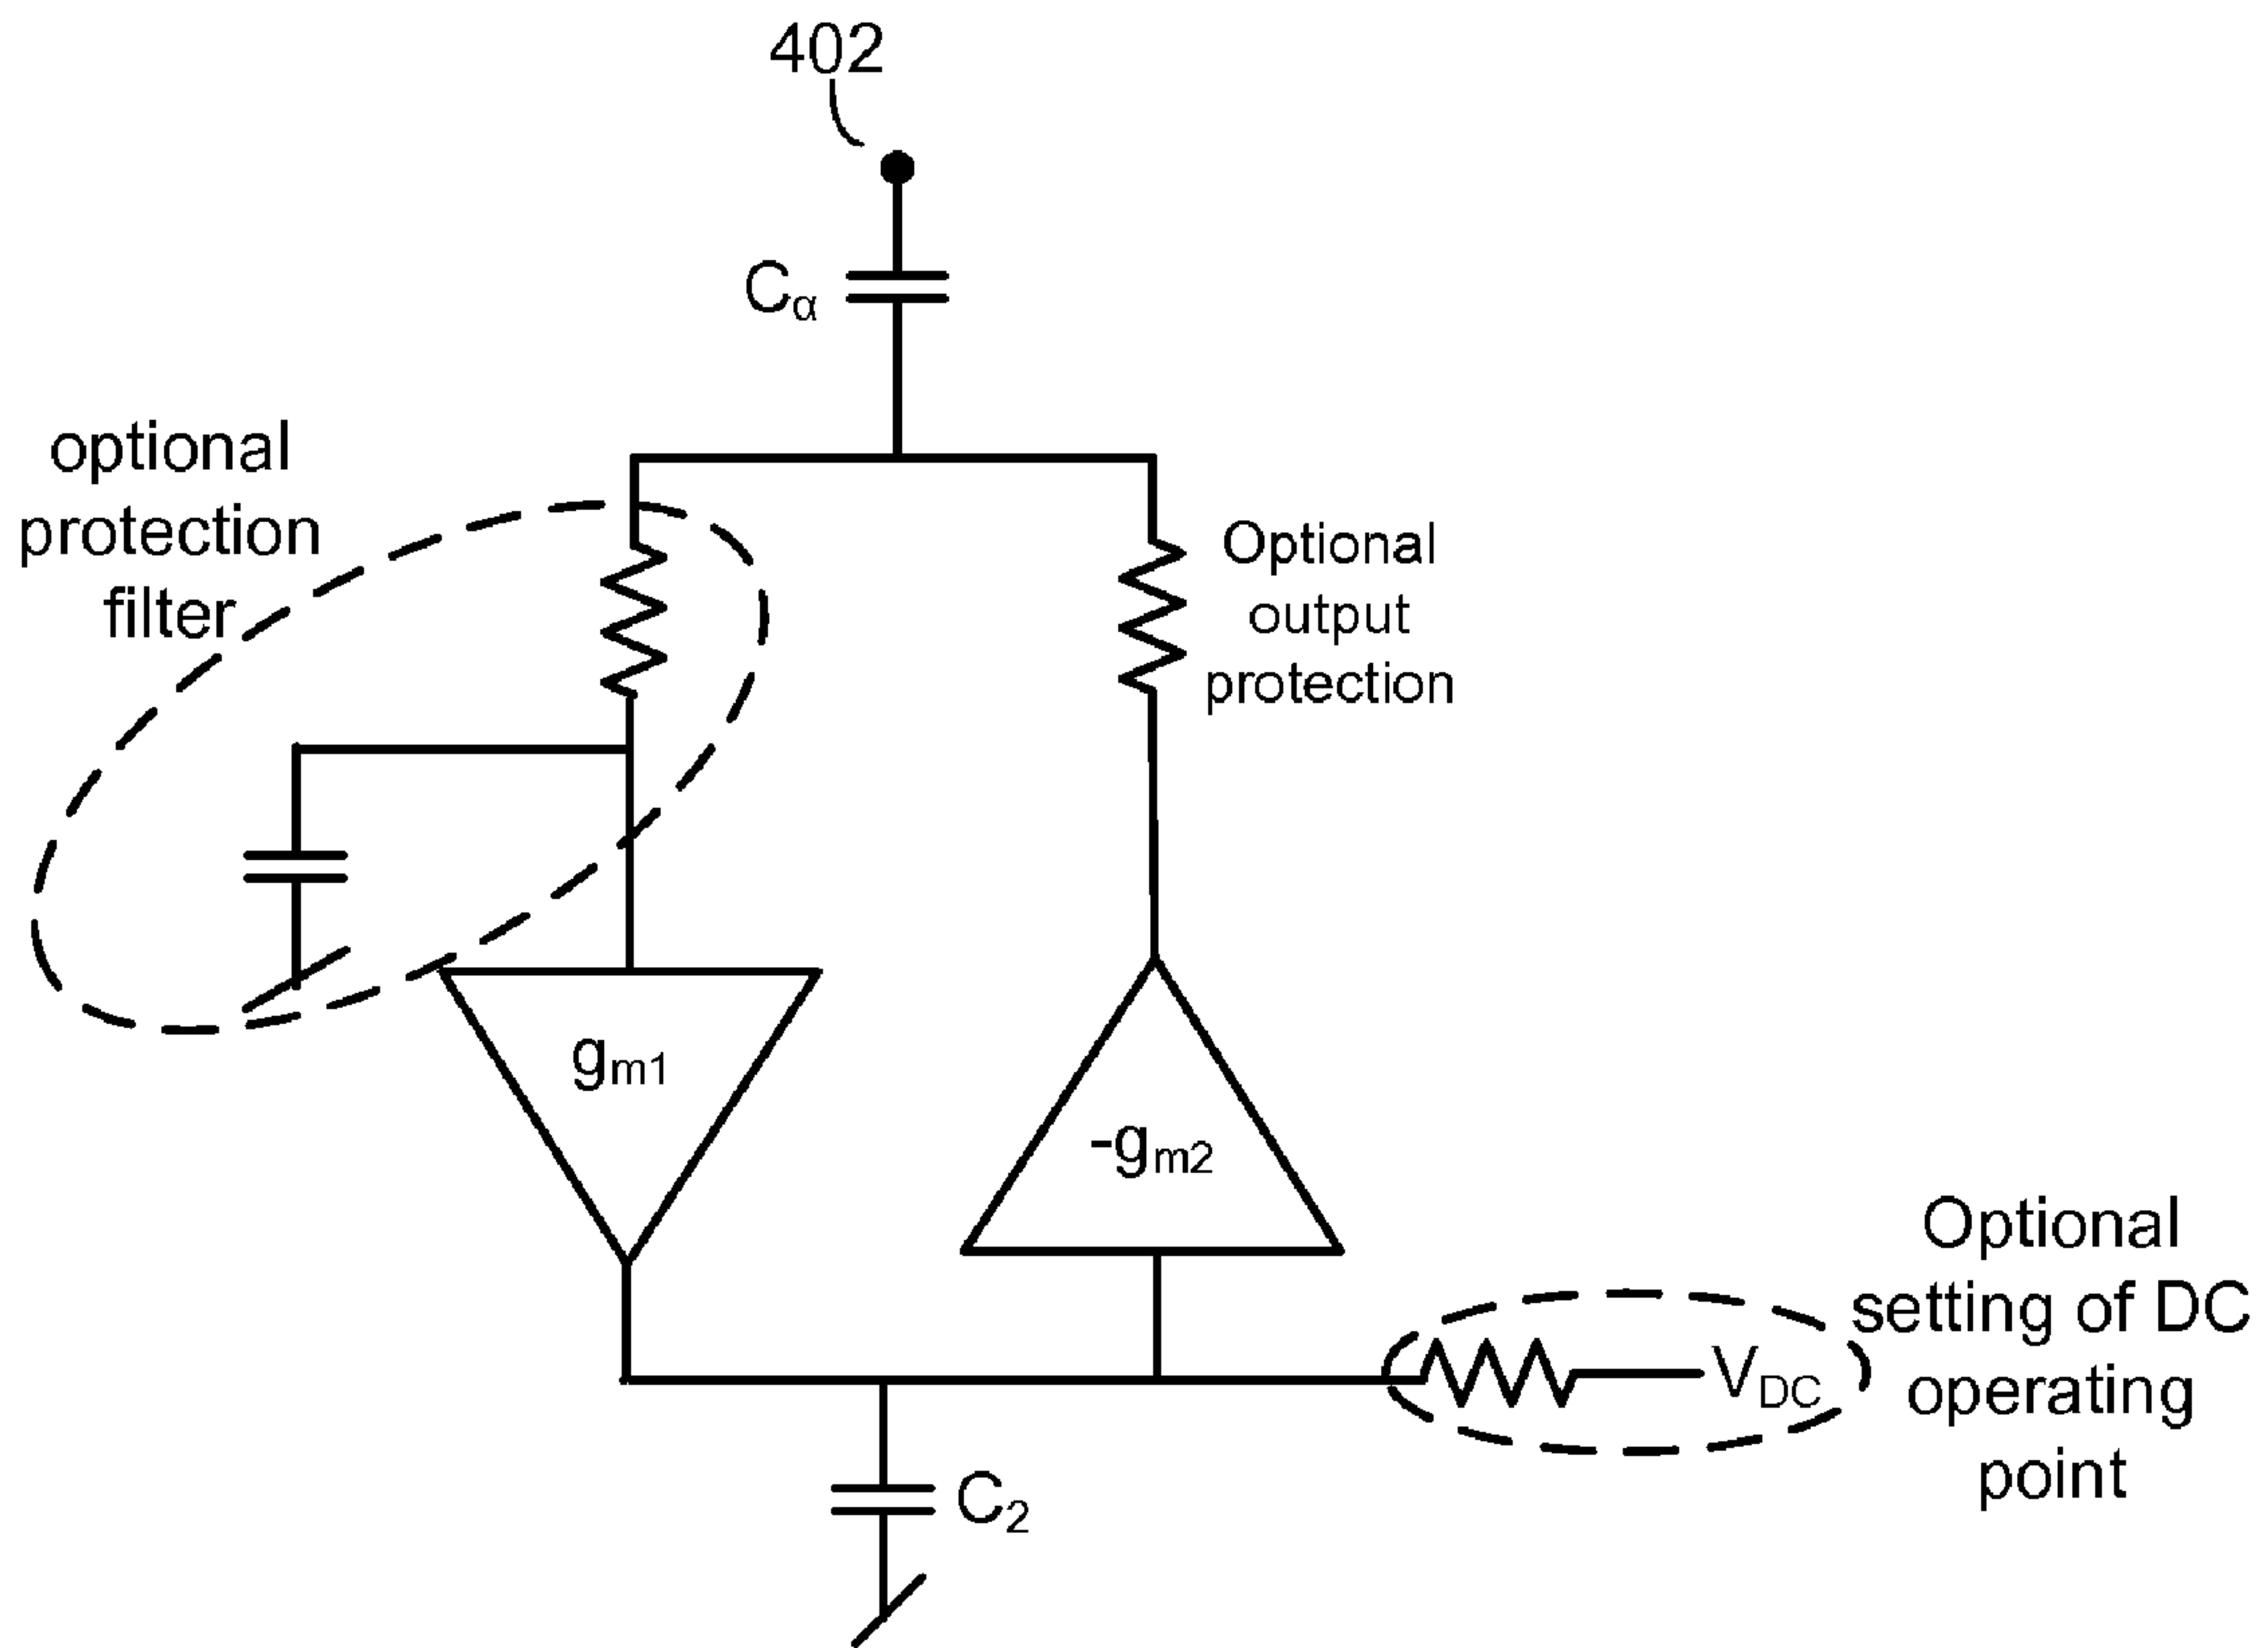 402
Cα
optional
protection
filter
Optional
output
protection
gm1
-gm2
Optional
setting of DC
operating
point
VDC
C2